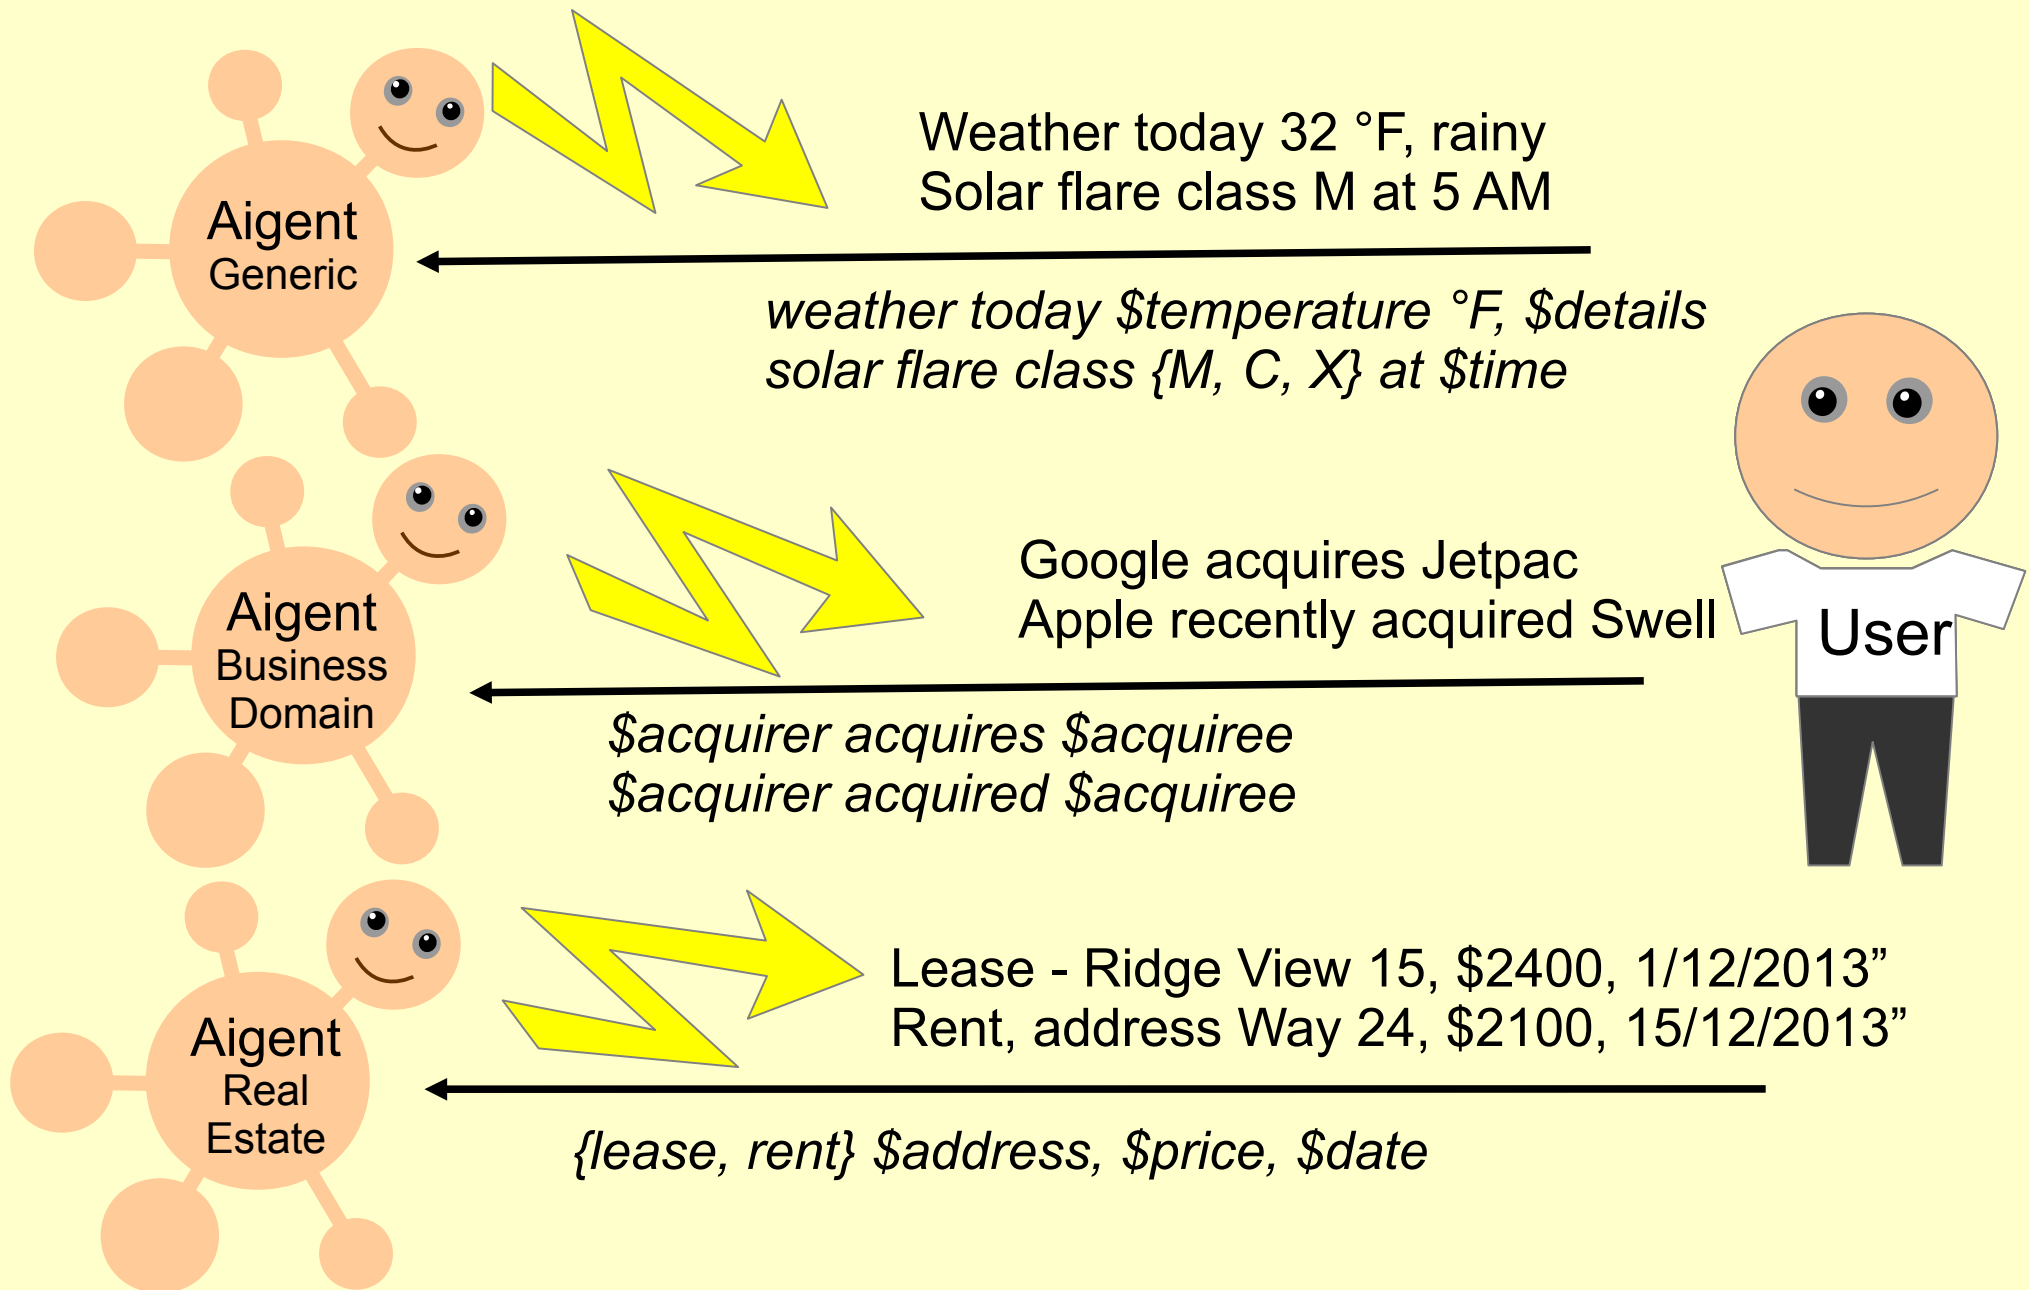 Weather today 32 °F, rainy
Solar flare class M at 5 AM
Aigent
Generic
weather today $temperature °F, $details
solar flare class {M, C, X} at $time
Google acquires Jetpac
Apple recently acquired Swell
User
Aigent
Business
Domain
$acquirer acquires $acquiree
$acquirer acquired $acquiree
Lease - Ridge View 15, $2400, 1/12/2013”
Rent, address Way 24, $2100, 15/12/2013”
Aigent
Real
Estate
{lease, rent} $address, $price, $date